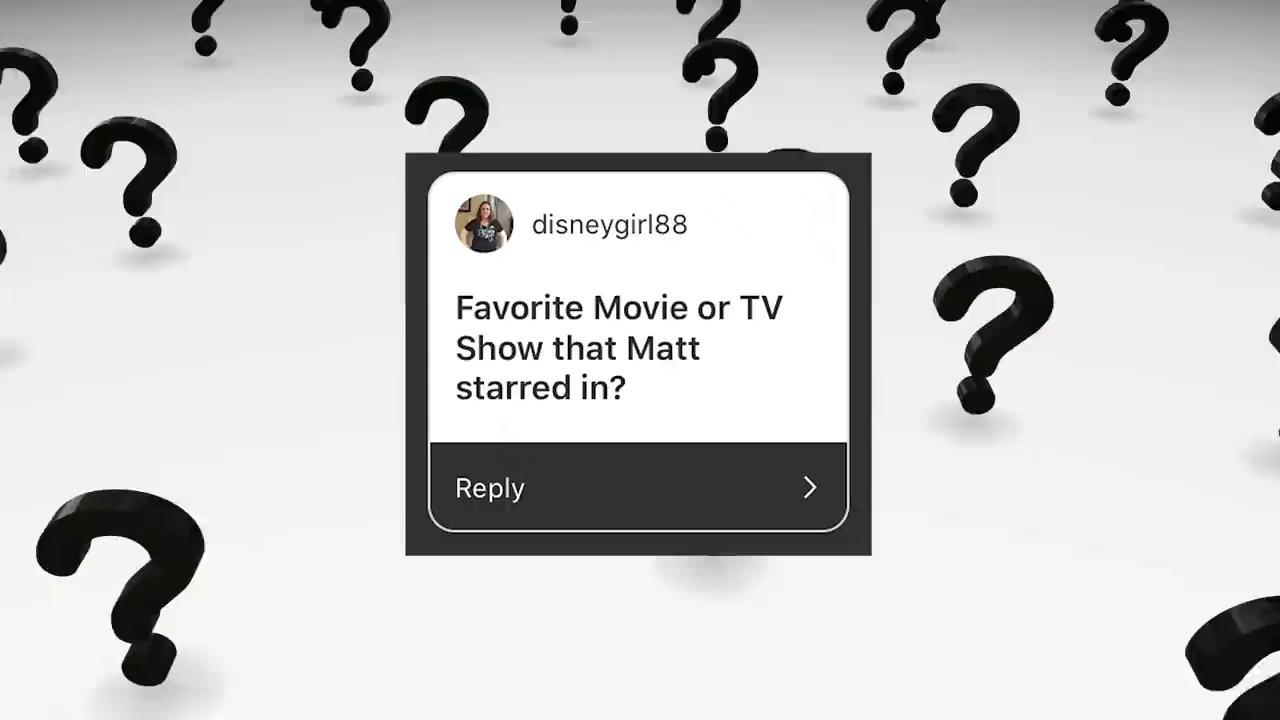 disneygirl88
Favorite Movie or TV
Show that Matt
starred in?
Reply